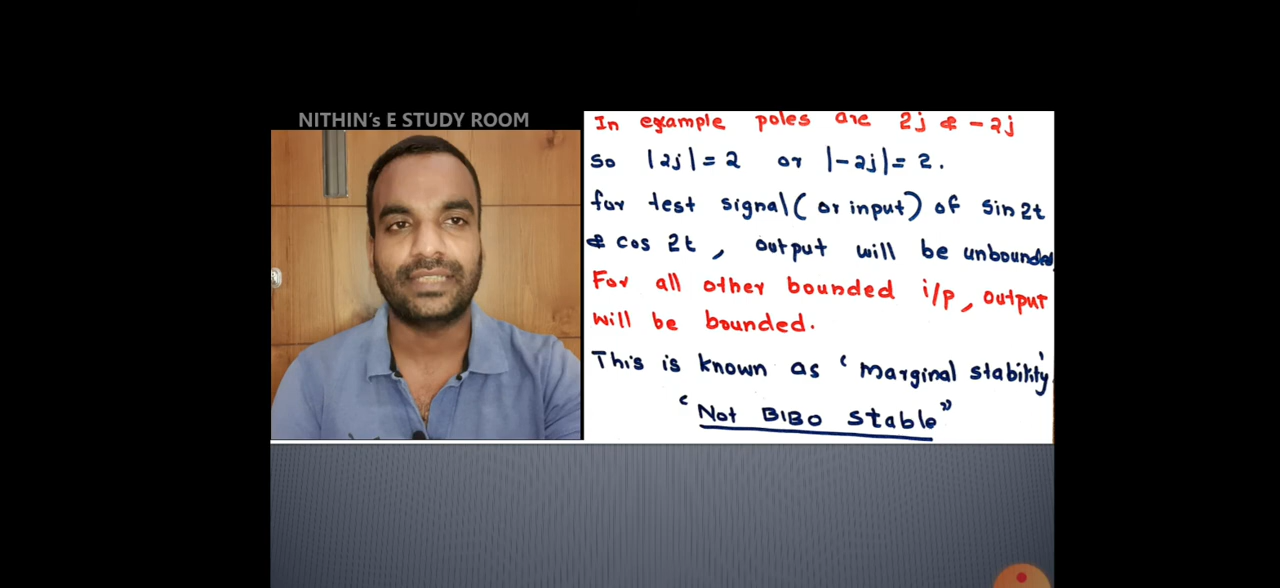 NITHIN's E STUDY ROOM
In example poles are 2j & -2j
So |2j| = 2 or |-2j| = 2.
for test signal (or input) of sin 2t
& cos 2t, output will be unbounded
For all other bounded i/p, output
will be bounded.
This is known as ‘marginal stability’
‘Not BIBO stable”